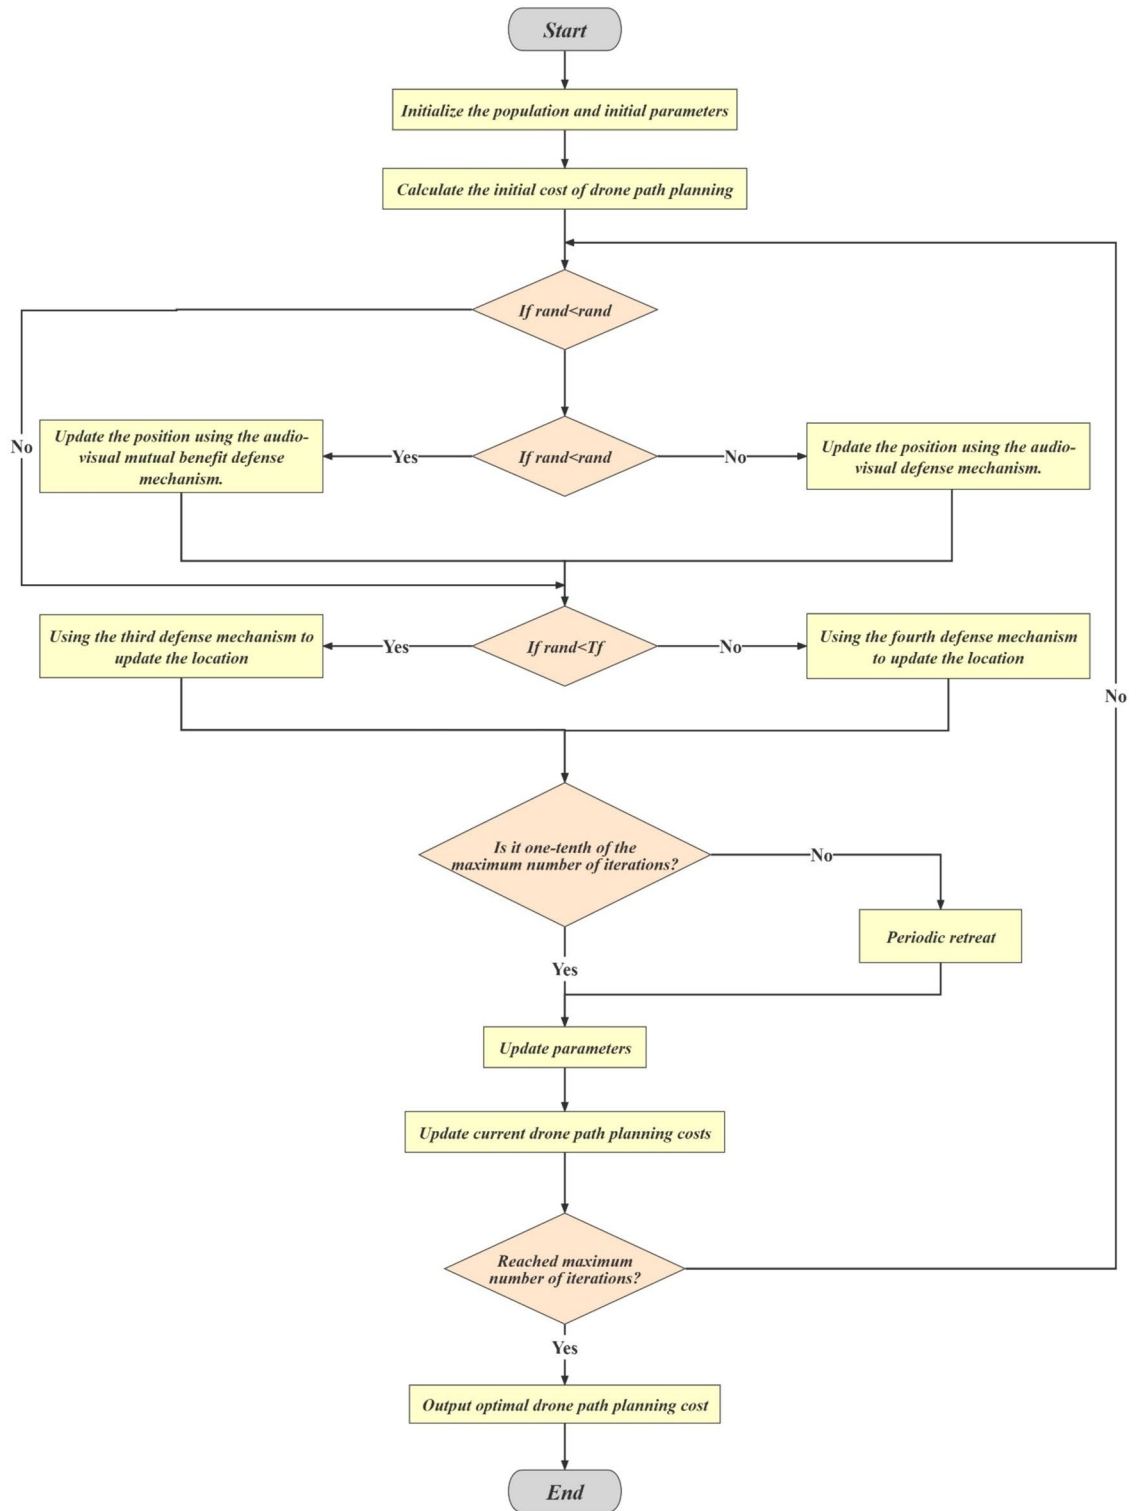 Start
Initialize the population and initial parameters
Calculate the initial cost of drone path planning
If rand<rand
No
Update the position using the audio-
visual mutual benefit defense
mechanism.
Yes
If rand<rand
No
Update the position using the audio-
visual defense mechanism.
Using the third defense mechanism to
update the location
Yes
If rand<Tf
No
Using the fourth defense mechanism
to update the location
No
Is it one-tenth of the
maximum number of iterations?
No
Periodic retreat
Yes
Update parameters
Update current drone path planning costs
Reached maximum
number of iterations?
Yes
Output optimal drone path planning cost
End